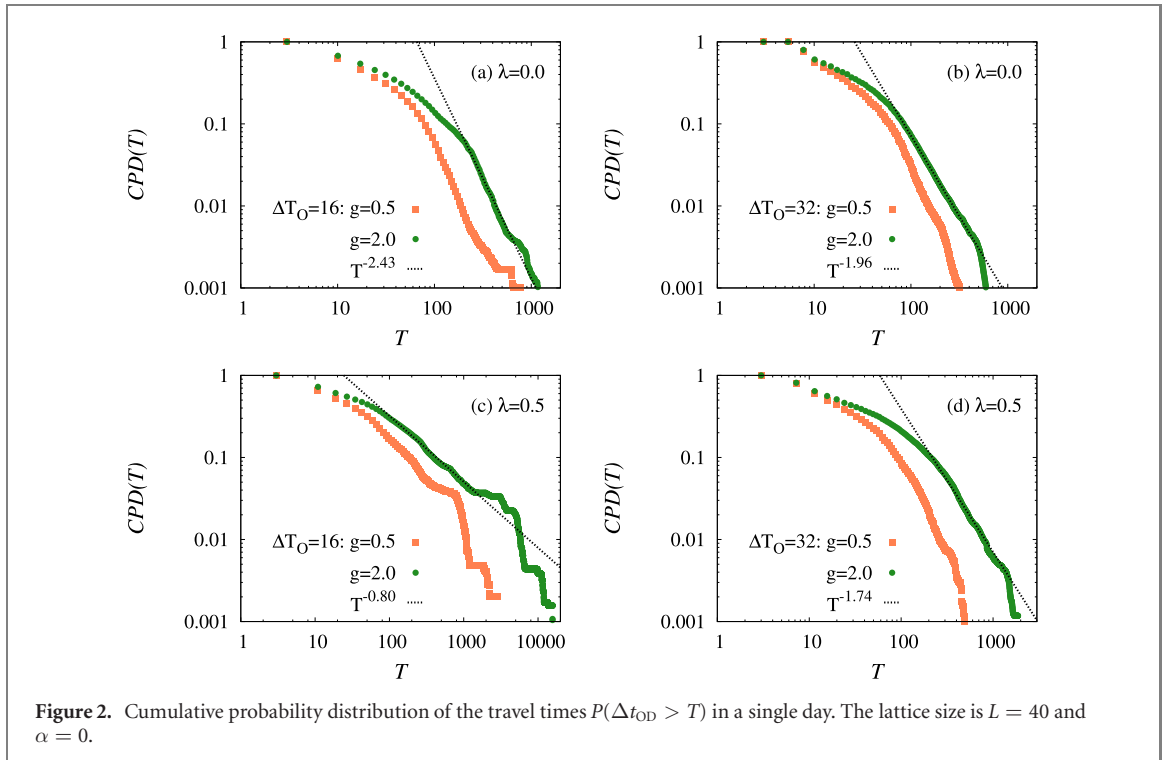 1
0.1
0.01
0.001
CPD(T)
(a) λ=0.0
ΔT_O=16: g=0.5
g=2.0
T^-2.43
1 10 100 1000
T
1
0.1
0.01
0.001
CPD(T)
(b) λ=0.0
ΔT_O=32: g=0.5
g=2.0
T^-1.96
1 10 100 1000
T
1
0.1
0.01
0.001
CPD(T)
(c) λ=0.5
ΔT_O=16: g=0.5
g=2.0
T^-0.80
1 10 100 1000 10000
T
1
0.1
0.01
0.001
CPD(T)
(d) λ=0.5
ΔT_O=32: g=0.5
g=2.0
T^-1.74
1 10 100 1000
T
Figure 2. Cumulative probability distribution of the travel times P(Δt_OD > T) in a single day. The lattice size is L = 40 and
α = 0.